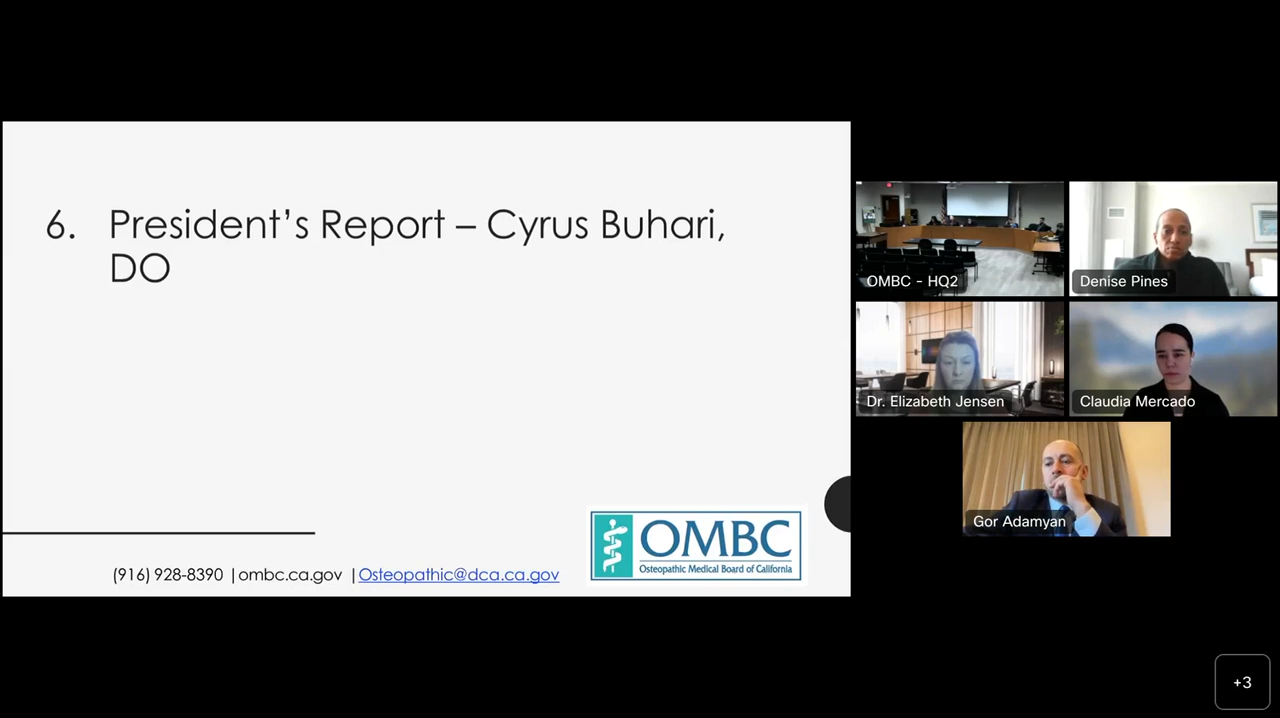 6. President’s Report – Cyrus Buhari,
DO
(916) 928-8390 | ombc.ca.gov | Osteopathic@dca.ca.gov
OMBC
Osteopathic Medical Board of California
OMBC - HQ2
Denise Pines
Dr. Elizabeth Jensen
Claudia Mercado
Gor Adamyan
+3